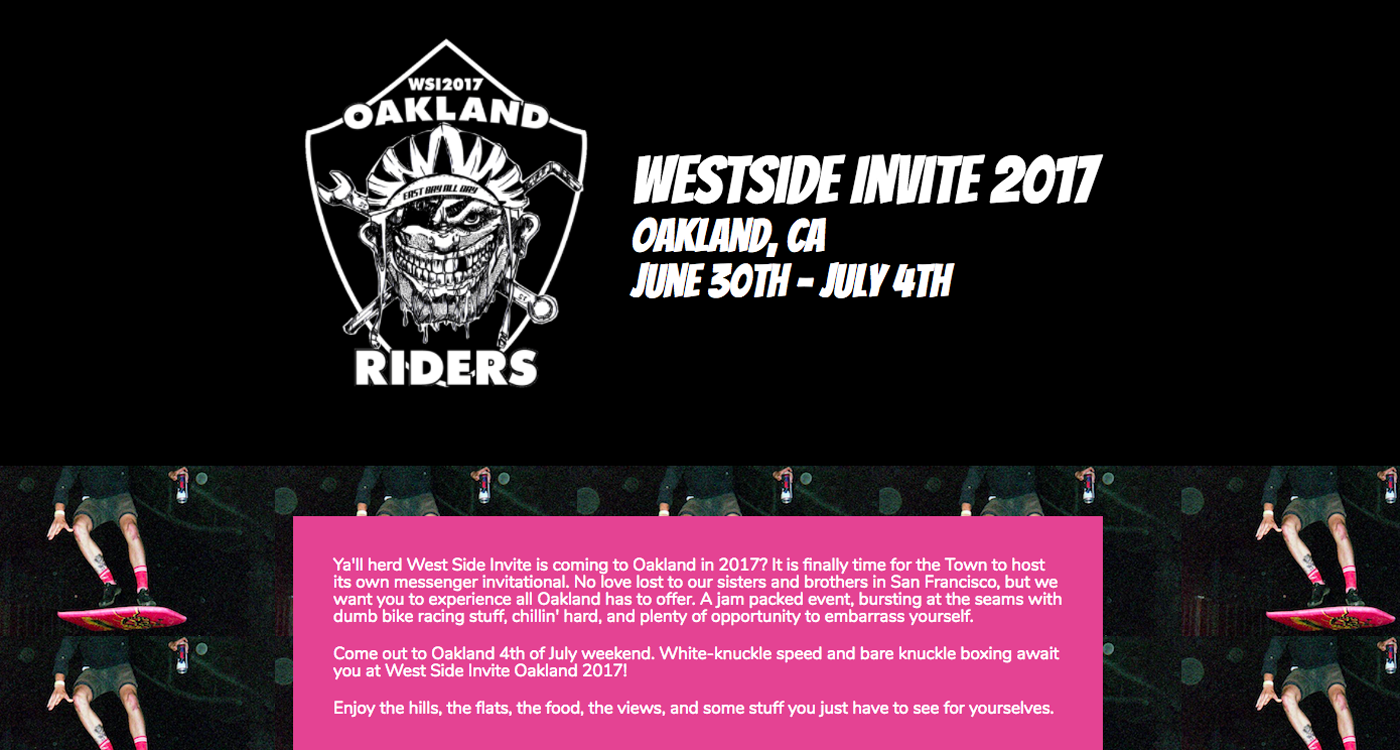 WSI2017
OAKLAND
EAST BAY ALL DAY
RIDERS
WESTSIDE INVITE 2017
OAKLAND, CA
JUNE 30TH - JULY 4TH
Ya'll herd West Side Invite is coming to Oakland in 2017? It is finally time for the Town to host
its own messenger invitational. No love lost to our sisters and brothers in San Francisco, but we
want you to experience all Oakland has to offer. A jam packed event, bursting at the seams with
dumb bike racing stuff, chillin' hard, and plenty of opportunity to embarrass yourself.
Come out to Oakland 4th of July weekend. White-knuckle speed and bare knuckle boxing await
you at West Side Invite Oakland 2017!
Enjoy the hills, the flats, the food, the views, and some stuff you just have to see for yourselves.